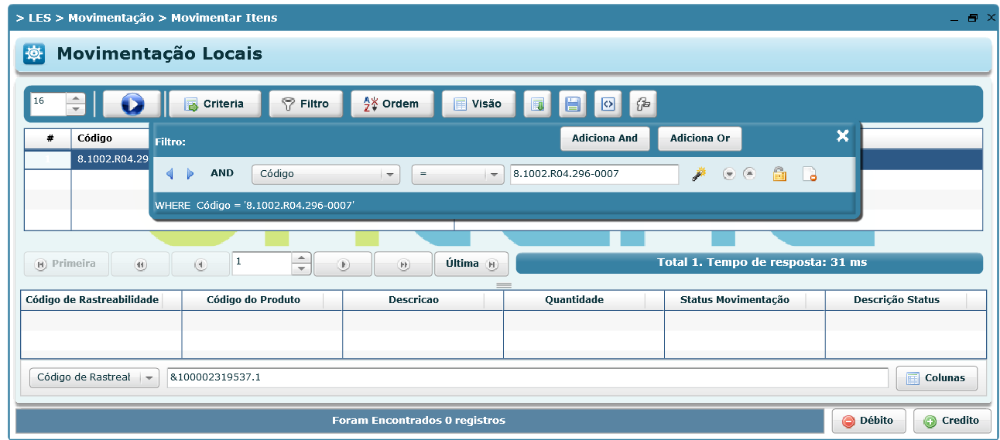 > LES > Movimentação > Movimentar Itens
Movimentação Locais
16 Criteria Filtro Ordem Visão
# Código
Filtro: Adiciona And Adiciona Or
1 8.1002.R04.29
AND Código = 8.1002.R04.296-0007
WHERE Código = '8.1002.R04.296-0007'
Primeira 1 Última Total 1. Tempo de resposta: 31 ms
Código de Rastreabilidade Código do Produto Descricao Quantidade Status Movimentação Descrição Status
Código de Rastreal &100002319537.1 Colunas
Foram Encontrados 0 registros Débito Credito